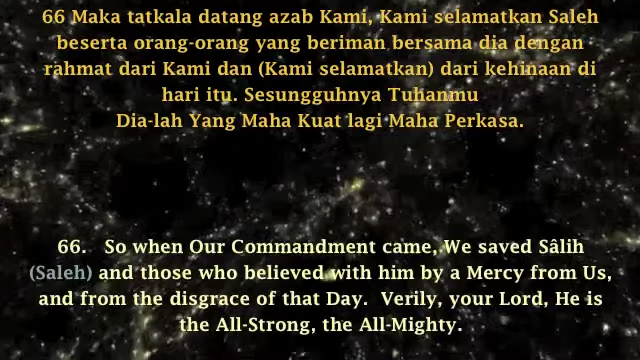 66 Maka tatkala datang azab Kami, Kami selamatkan Saleh
beserta orang-orang yang beriman bersama dia dengan
rahmat dari Kami dan (Kami selamatkan) dari kehinaan di
hari itu. Sesungguhnya Tuhanmu
Dia-lah Yang Maha Kuat lagi Maha Perkasa.
66. So when Our Commandment came, We saved Sâlih
(Saleh) and those who believed with him by a Mercy from Us,
and from the disgrace of that Day. Verily, your Lord, He is
the All-Strong, the All-Mighty.